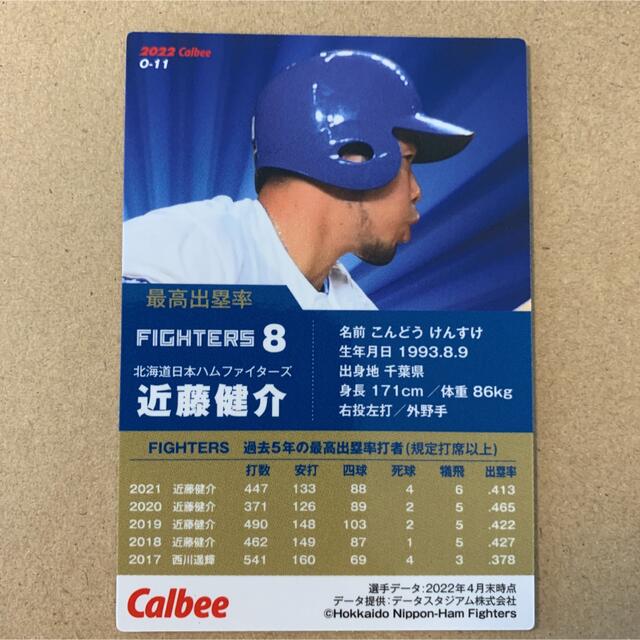 2022 Calbee
O-11
最高出塁率
FIGHTERS 8
北海道日本ハムファイターズ
近藤健介
名前 こんどう けんすけ
生年月日 1993.8.9
出身地 千葉県
身長 171cm／体重 86kg
右投左打／外野手
FIGHTERS 過去5年の最高出塁率打者(規定打席以上)
打数 安打 四球 死球 犠飛 出塁率
2021 近藤健介 447 133 88 4 6 .413
2020 近藤健介 371 126 89 2 5 .465
2019 近藤健介 490 148 103 2 5 .422
2018 近藤健介 462 149 87 1 5 .427
2017 西川遥輝 541 160 69 4 3 .378
Calbee
選手データ:2022年4月末時点
データ提供:データスタジアム株式会社
©Hokkaido Nippon-Ham Fighters